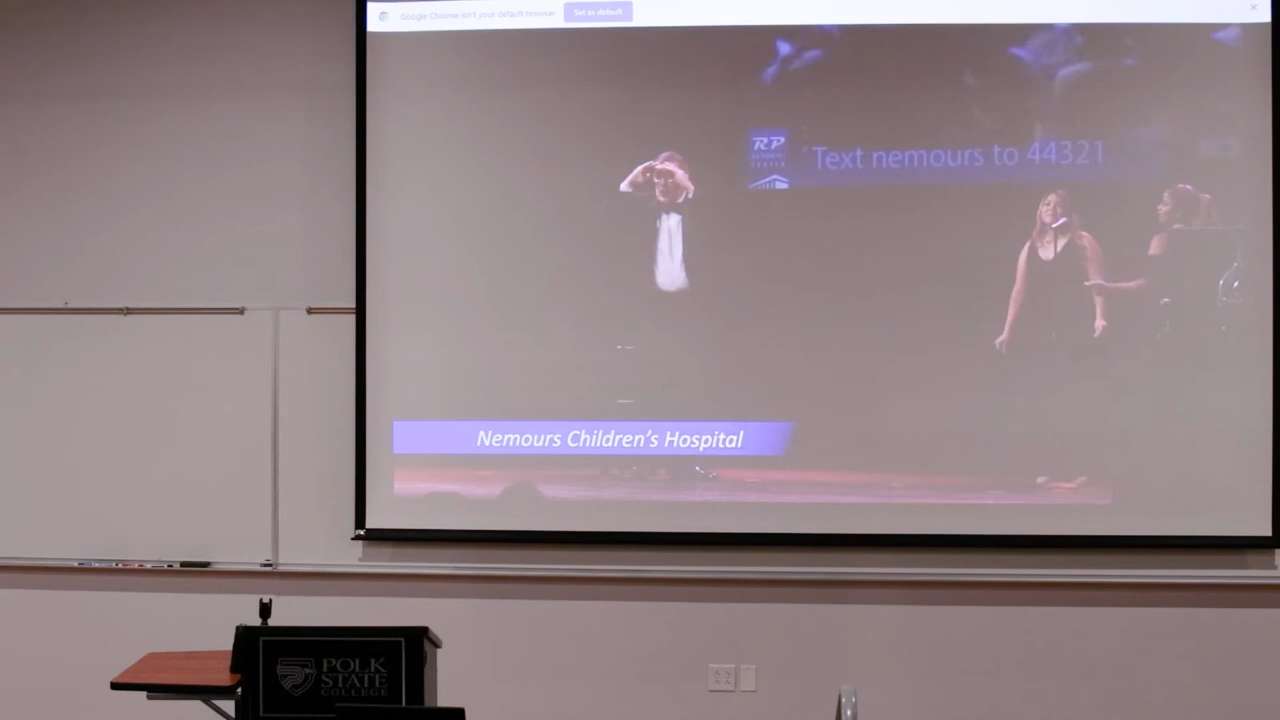 Google Chrome isn't your default browser
Set as default
RP
Text nemours to 44321
Nemours Children's Hospital
POLK
STATE
COLLEGE